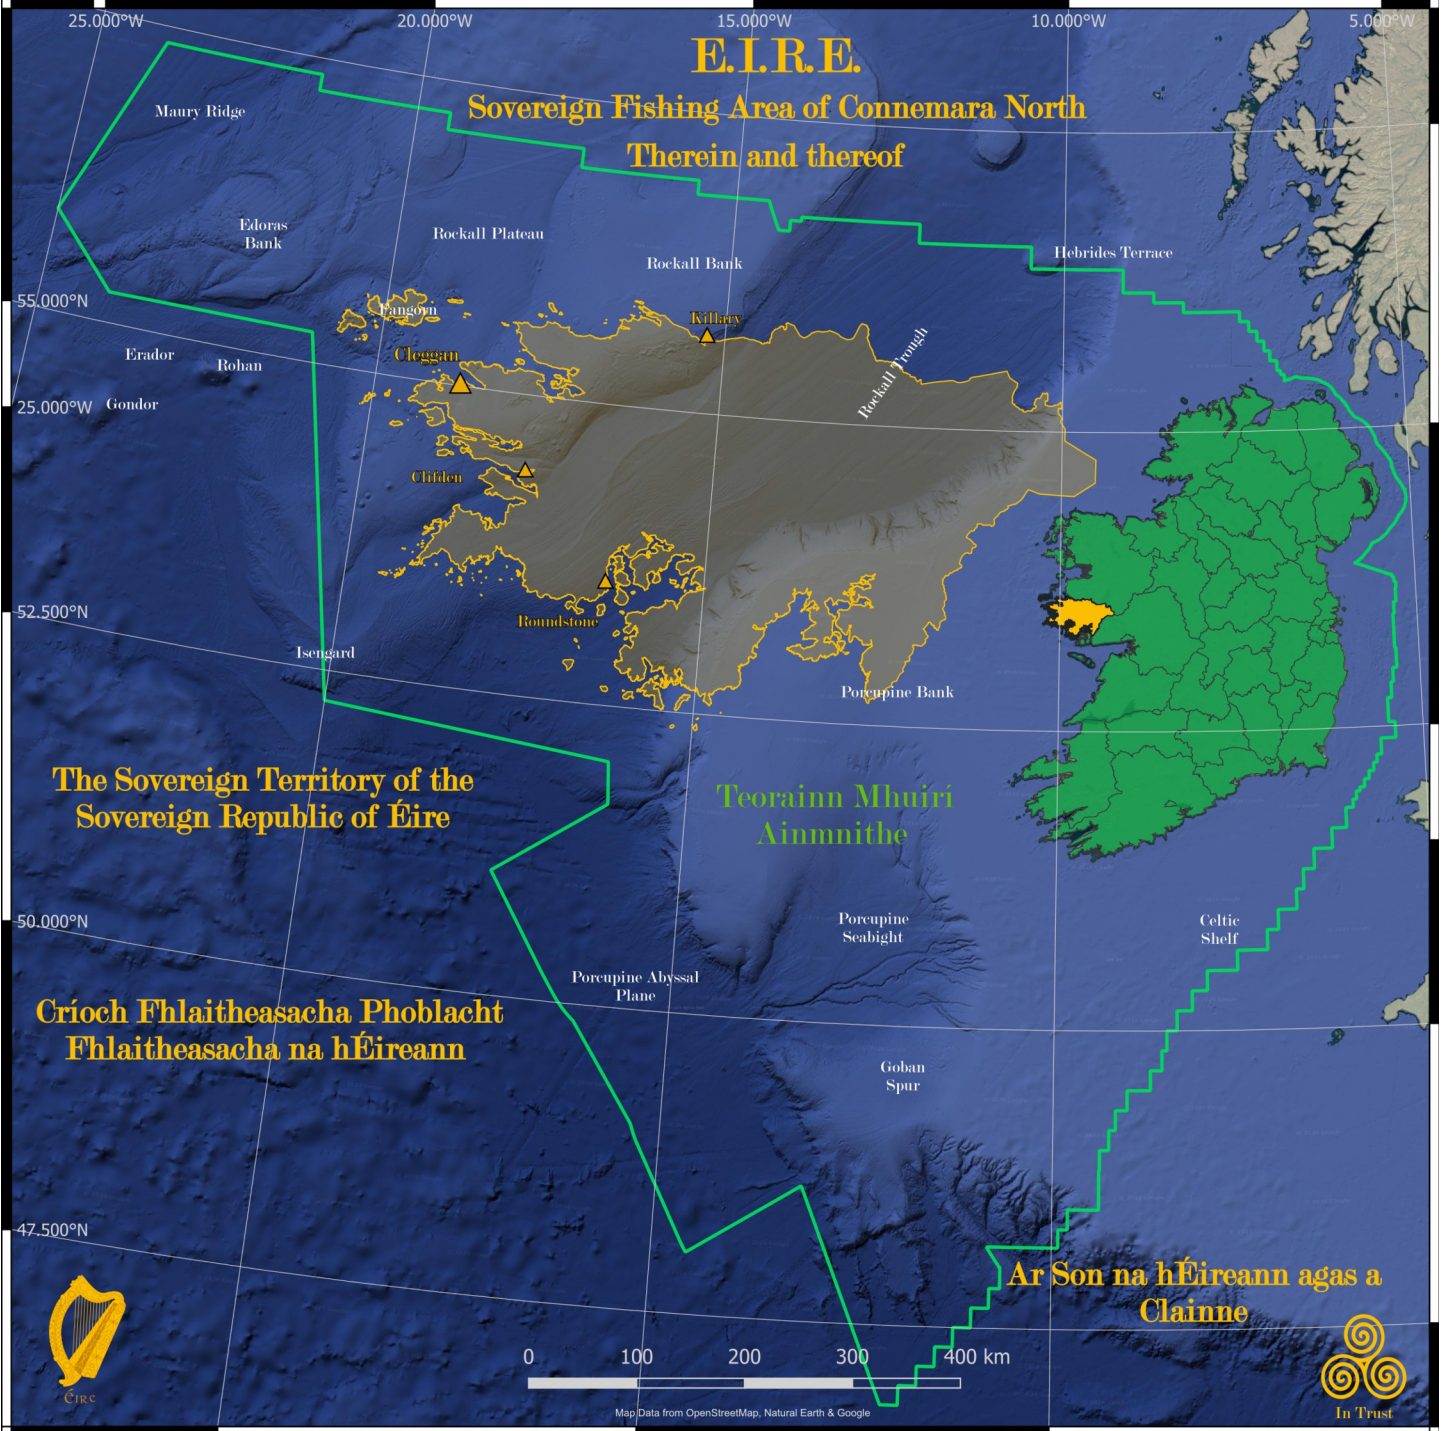 25.000°W
20.000°W
15.000°W
10.000°W
5.000°W
E.I.R.E.
Sovereign Fishing Area of Connemara North
Therein and thereof
Maury Ridge
Edoras
Bank
Rockall Plateau
Rockall Bank
Hebrides Terrace
55.000°N
Fangorn
Killary
Erador
Rohan
Cleggan
Rockall Trough
25.000°W
Gondor
Clifden
52.500°N
Roundstone
Isengard
Porcupine Bank
The Sovereign Territory of the
Sovereign Republic of Éire
Teorainn Mhuirí
Ainmnithe
50.000°N
Porcupine
Seabight
Celtic
Shelf
Porcupine Abyssal
Plane
Críoch Fhlaitheasacha Phoblacht
Fhlaitheasacha na hÉireann
Goban
Spur
47.500°N
Ar Son na hÉireann agas a
Clainne
0 100 200 300 400 km
Éire
Map Data from OpenStreetMap, Natural Earth & Google
In Trust